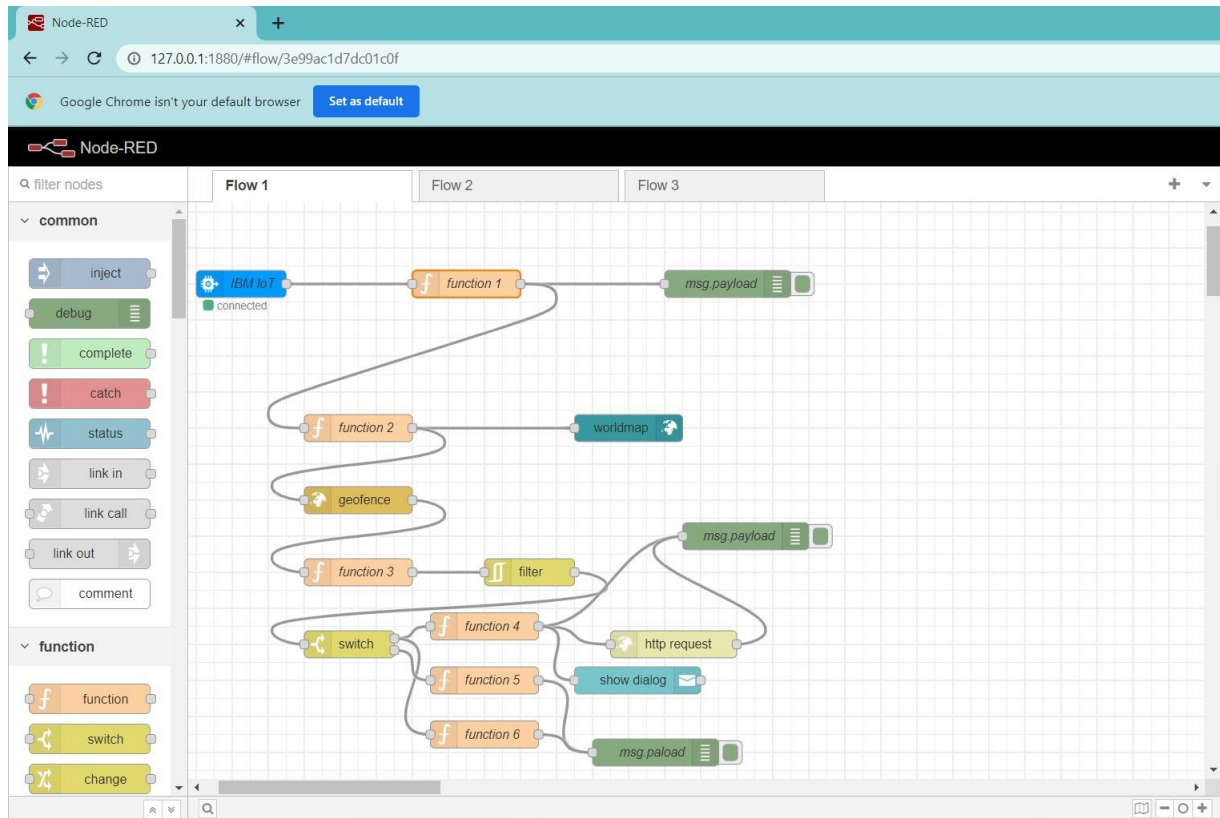 Node-RED
127.0.0.1:1880/#flow/3e99ac1d7dc01c0f
Google Chrome isn't your default browser Set as default
Node-RED
filter nodes
Flow 1 Flow 2 Flow 3
common
inject
debug
complete
catch
status
link in
link call
link out
comment
function
function
switch
change
IBM IoT function 1 msg.payload
connected
function 2 worldmap
geofence
msg.payload
function 3 filter
function 4
switch http request
function 5 show dialog
function 6
msg.paload